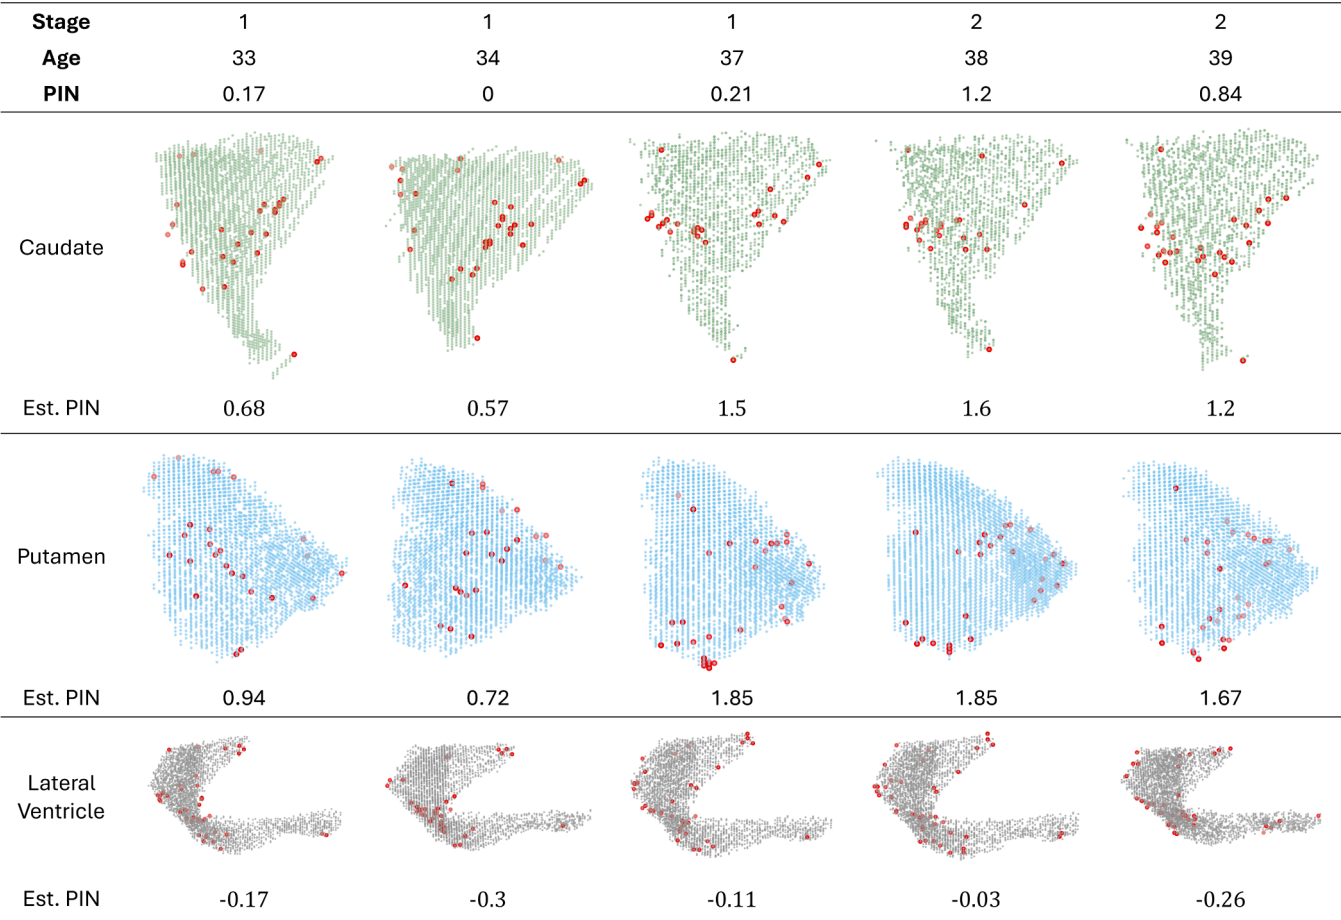 Stage 1 1 1 2 2
Age 33 34 37 38 39
PIN 0.17 0 0.21 1.2 0.84
Caudate
Est. PIN 0.68 0.57 1.5 1.6 1.2
Putamen
Est. PIN 0.94 0.72 1.85 1.85 1.67
Lateral
Ventricle
Est. PIN -0.17 -0.3 -0.11 -0.03 -0.26